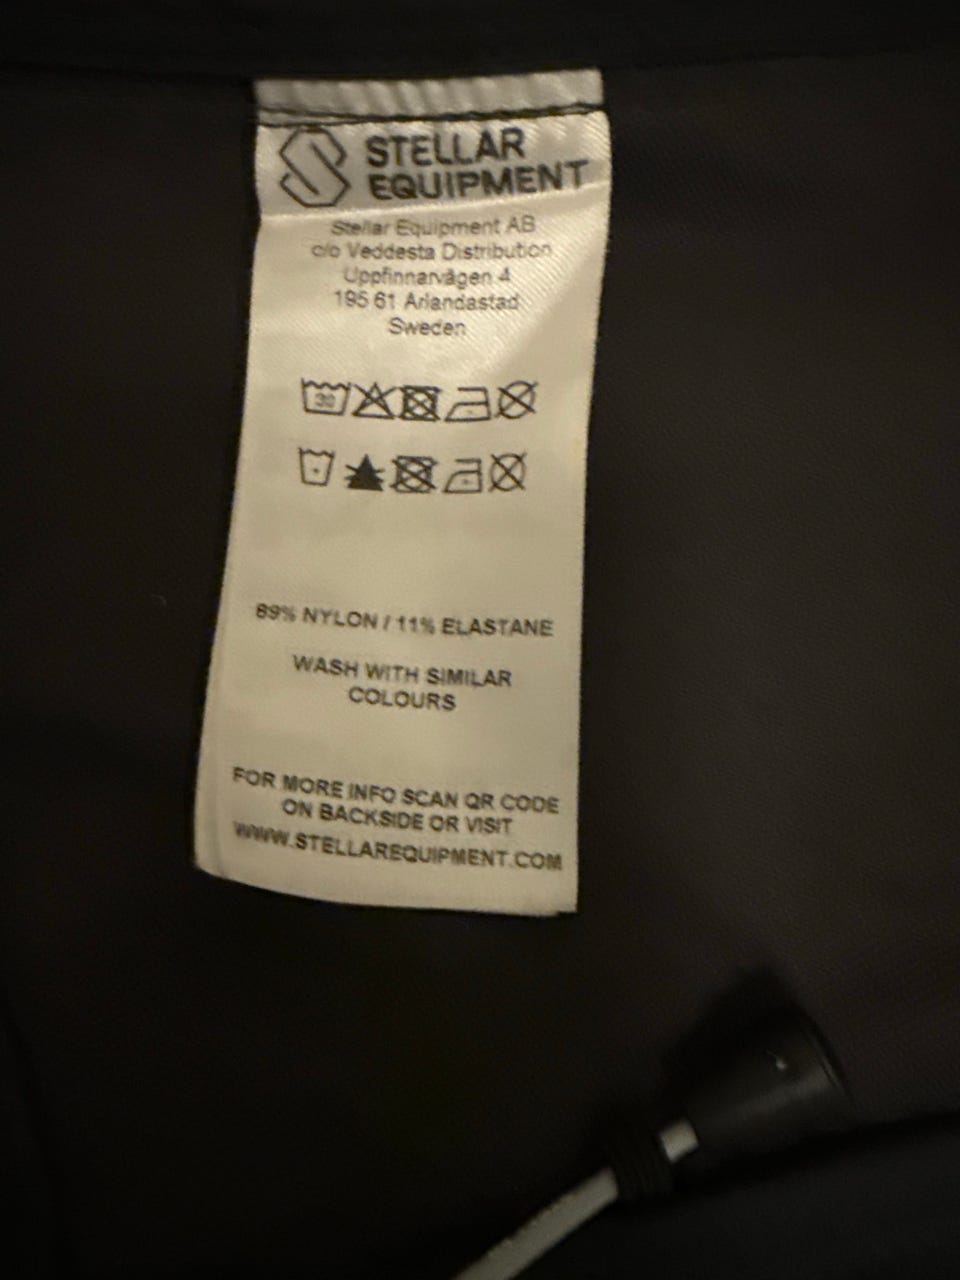 STELLAR
EQUIPMENT
Stellar Equipment AB
c/o Veddesta Distribution
Uppfinnarvägen 4
195 61 Arlandastad
Sweden
30
89% NYLON / 11% ELASTANE
WASH WITH SIMILAR
COLOURS
FOR MORE INFO SCAN QR CODE
ON BACKSIDE OR VISIT
WWW.STELLAREQUIPMENT.COM